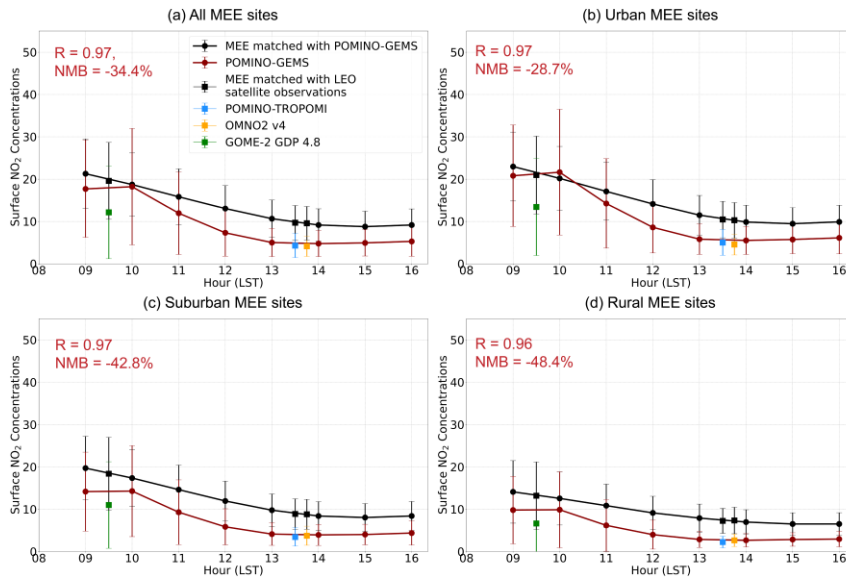 (a) All MEE sites
50
40
30
20
10
0
Surface NO₂ Concentrations
R = 0.97,
NMB = -34.4%
MEE matched with POMINO-GEMS
POMINO-GEMS
MEE matched with LEO
satellite observations
POMINO-TROPOMI
OMNO2 v4
GOME-2 GDP 4.8
08 09 10 11 12 13 14 15 16
Hour (LST)
(b) Urban MEE sites
50
40
30
20
10
0
Surface NO₂ Concentrations
R = 0.97
NMB = -28.7%
08 09 10 11 12 13 14 15 16
Hour (LST)
(c) Suburban MEE sites
50
40
30
20
10
0
Surface NO₂ Concentrations
R = 0.97
NMB = -42.8%
08 09 10 11 12 13 14 15 16
Hour (LST)
(d) Rural MEE sites
50
40
30
20
10
0
Surface NO₂ Concentrations
R = 0.96
NMB = -48.4%
08 09 10 11 12 13 14 15 16
Hour (LST)